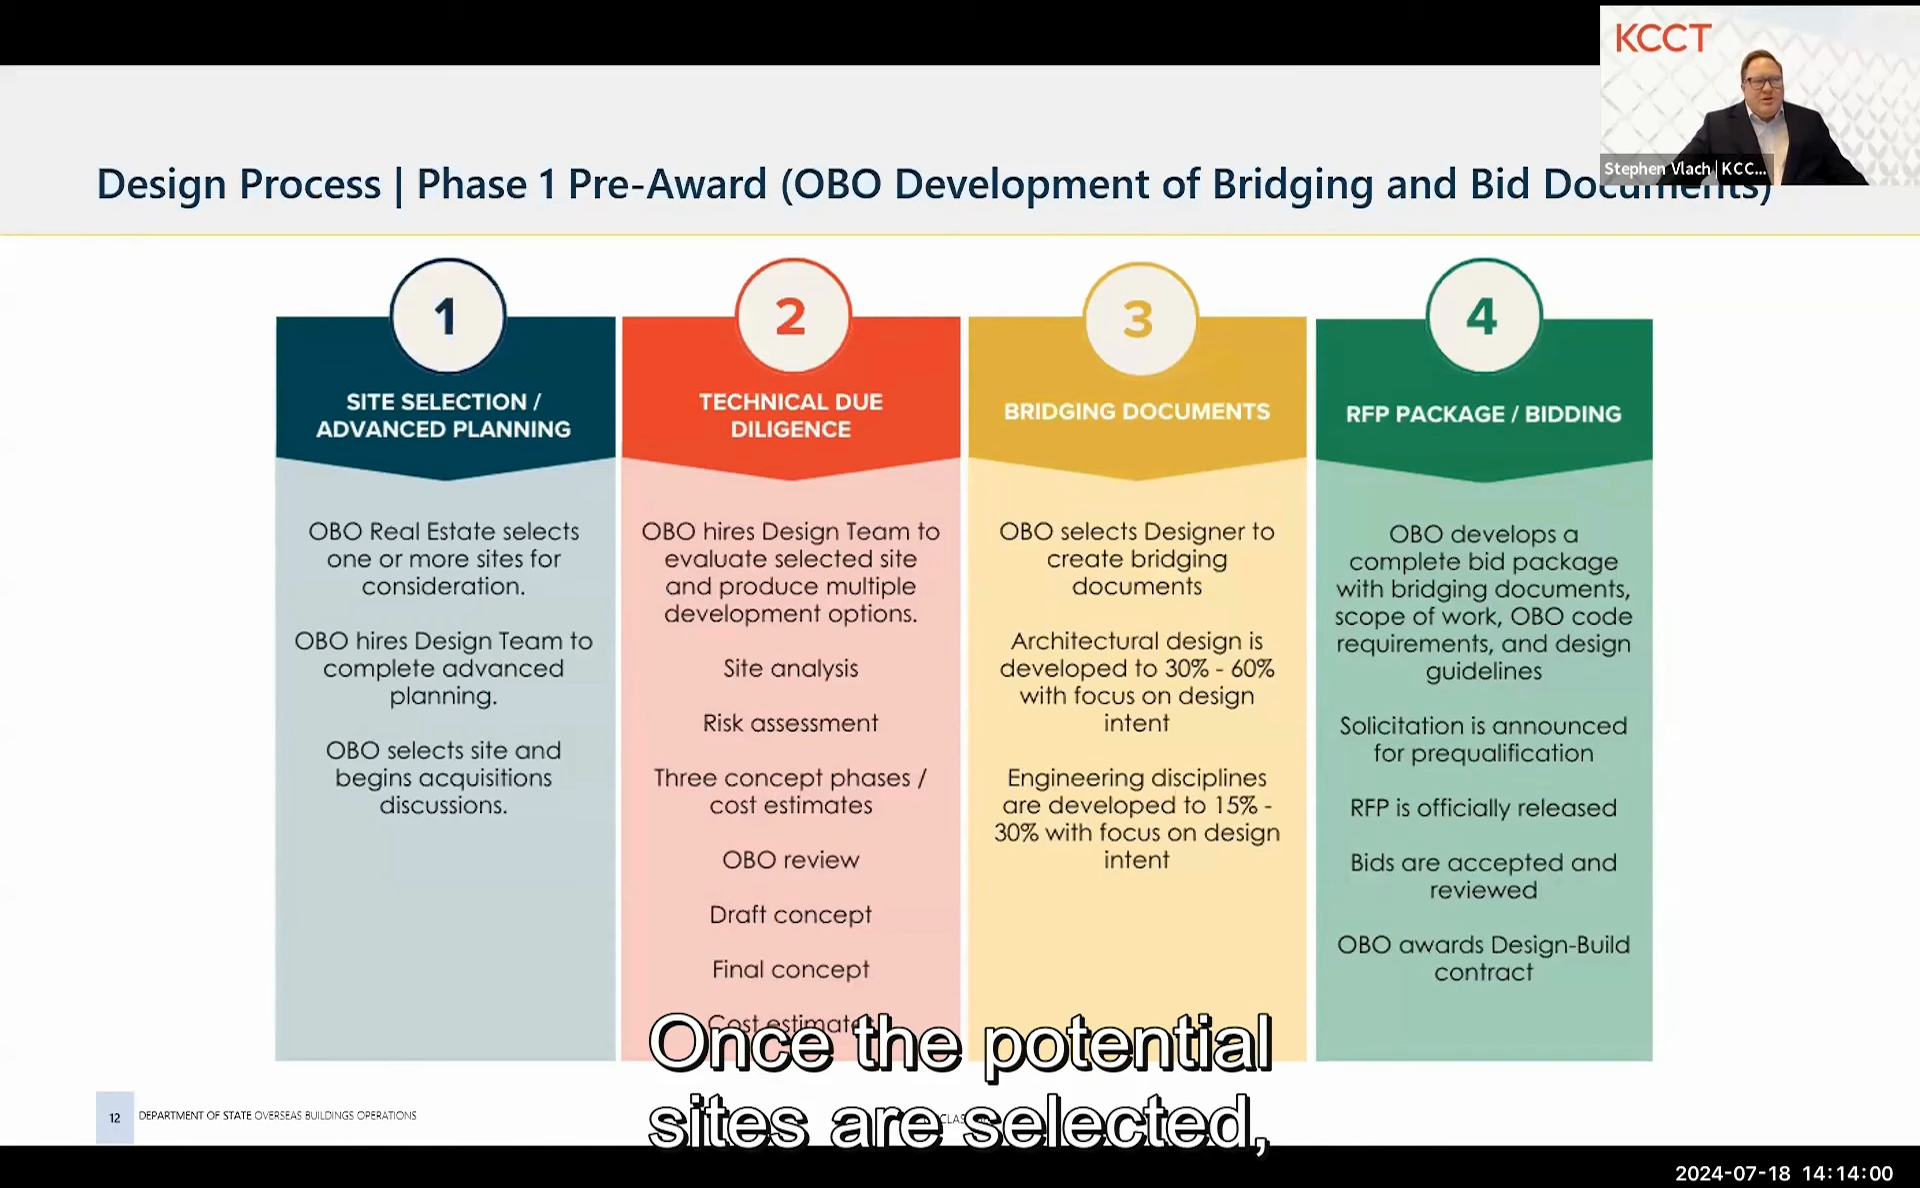 KCCT
Stephen Vlach | KCC...
Design Process | Phase 1 Pre-Award (OBO Development of Bridging and Bid Documents)
1
SITE SELECTION /
ADVANCED PLANNING
OBO Real Estate selects
one or more sites for
consideration.
OBO hires Design Team to
complete advanced
planning.
OBO selects site and
begins acquisitions
discussions.
2
TECHNICAL DUE
DILIGENCE
OBO hires Design Team to
evaluate selected site
and produce multiple
development options.
Site analysis
Risk assessment
Three concept phases /
cost estimates
OBO review
Draft concept
Final concept
Cost estimates
3
BRIDGING DOCUMENTS
OBO selects Designer to
create bridging
documents
Architectural design is
developed to 30% - 60%
with focus on design
intent
Engineering disciplines
are developed to 15% -
30% with focus on design
intent
4
RFP PACKAGE / BIDDING
OBO develops a
complete bid package
with bridging documents,
scope of work, OBO code
requirements, and design
guidelines
Solicitation is announced
for prequalification
RFP is officially released
Bids are accepted and
reviewed
OBO awards Design-Build
contract
Once the potential
sites are selected,
12
DEPARTMENT OF STATE OVERSEAS BUILDINGS OPERATIONS
2024-07-18 14:14:00